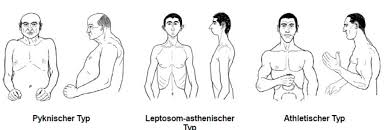 Pyknischer Typ
Leptosom-asthenischer
Typ
Athletischer Typ